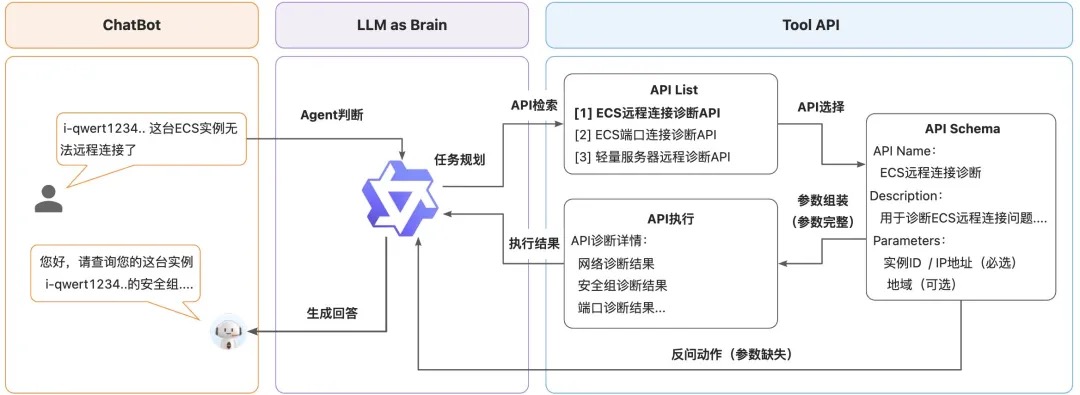 ChatBot
LLM as Brain
Tool API
i-qwert1234.. 这台ECS实例无
法远程连接了
您好，请查询您的这台实例
i-qwert1234..的安全组....
Agent判断
任务规划
生成回答
API检索
执行结果
API List
[1] ECS远程连接诊断API
[2] ECS端口连接诊断API
[3] 轻量服务器远程诊断API
API选择
API Schema
API Name：
ECS远程连接诊断
Description：
用于诊断ECS远程连接问题....
Parameters：
实例ID / IP地址（必选）
地域（可选）
参数组装
（参数完整）
API执行
API诊断详情：
网络诊断结果
安全组诊断结果
端口诊断结果...
反问动作（参数缺失）